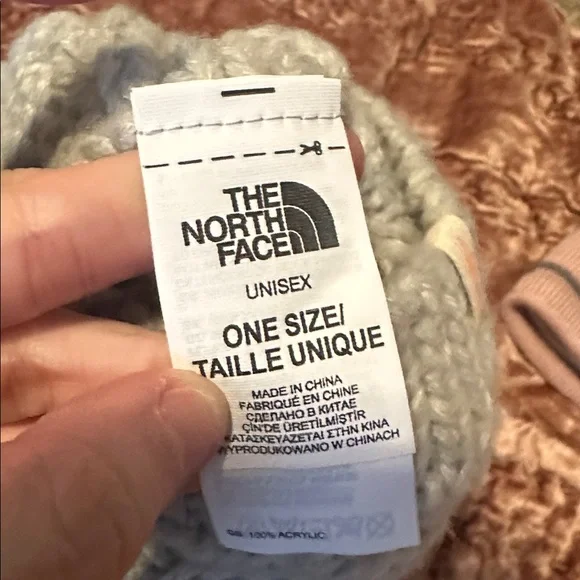 THE
NORTH
FACE
UNISEX
ONE SIZE/
TAILLE UNIQUE
MADE IN CHINA
FABRIQUÉ EN CHINE
СДЕЛАНО В КИТАЕ
ÇİN'DE ÜRETİLMİŞTİR
ΚΑΤΑΣΚΕΥΑΖΕΤΑΙ ΣΤΗΝ ΚΙΝΑ
WYPRODUKOWANO W CHINACH
100% ACRYLIC